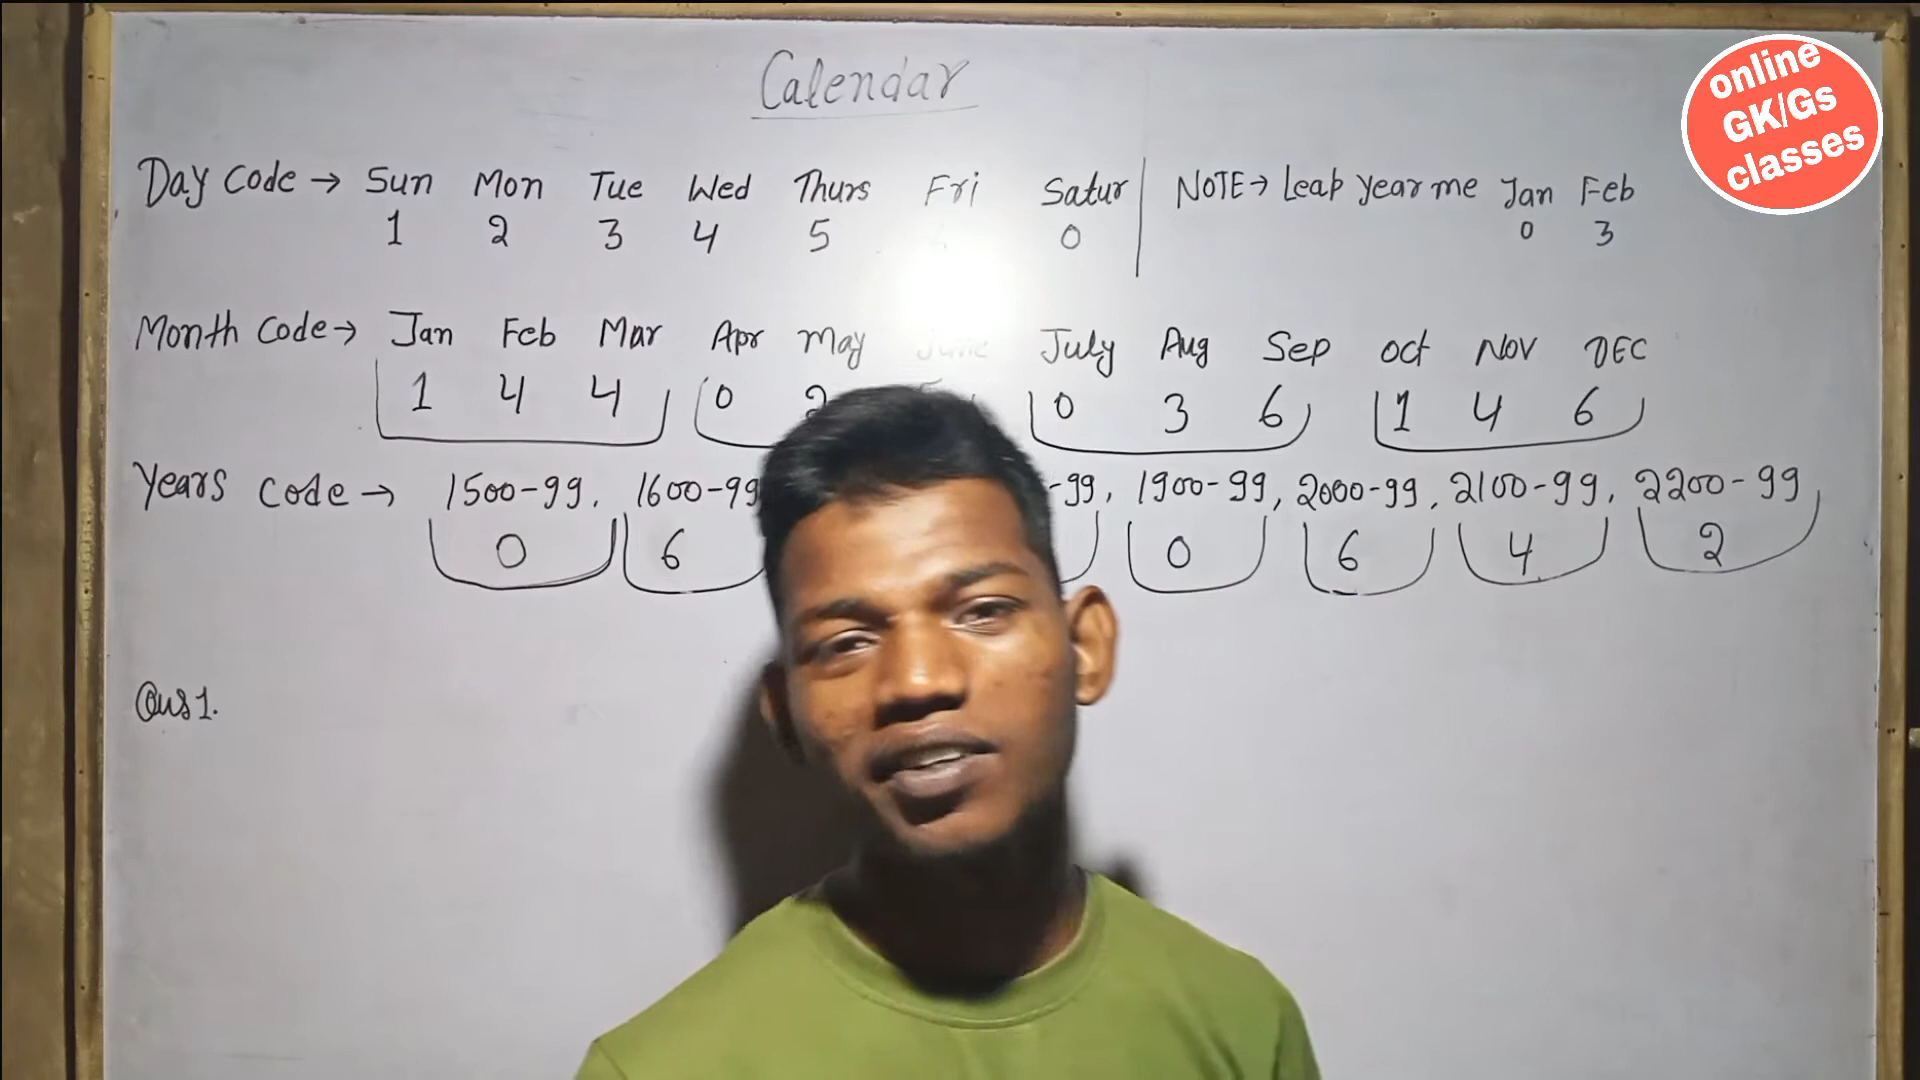 Calendar
online
GK/Gs
classes
Day Code → Sun Mon Tue Wed Thurs Fri Satur
1 2 3 4 5 0
NOTE → Leap Year me Jan Feb
0 3
Month Code → Jan Feb Mar Apr May June July Aug Sep Oct Nov DEC
1 4 4 0 2 0 3 6 1 4 6
Years Code → 1500-99, 1600-99 -99, 1900-99, 2000-99, 2100-99, 2200-99
0 6 0 6 4 2
Qus 1.